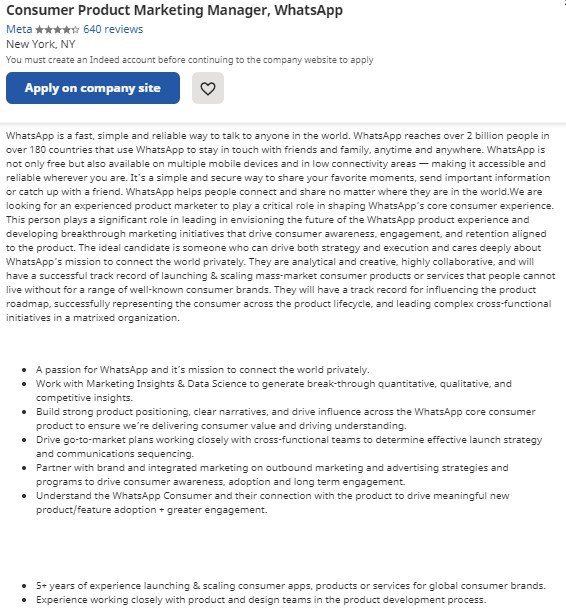 Consumer Product Marketing Manager, WhatsApp
Meta ★★★★☆ 640 reviews
New York, NY
You must create an Indeed account before continuing to the company website to apply
Apply on company site
WhatsApp is a fast, simple and reliable way to talk to anyone in the world. WhatsApp reaches over 2 billion people in
over 180 countries that use WhatsApp to stay in touch with friends and family, anytime and anywhere. WhatsApp is
not only free but also available on multiple mobile devices and in low connectivity areas — making it accessible and
reliable wherever you are. It's a simple and secure way to share your favorite moments, send important information
or catch up with a friend. WhatsApp helps people connect and share no matter where they are in the world.We are
looking for an experienced product marketer to play a critical role in shaping WhatsApp's core consumer experience.
This person plays a significant role in leading in envisioning the future of the WhatsApp product experience and
developing breakthrough marketing initiatives that drive consumer awareness, engagement, and retention aligned
to the product. The ideal candidate is someone who can drive both strategy and execution and cares deeply about
WhatsApp's mission to connect the world privately. They are analytical and creative, highly collaborative, and will
have a successful track record of launching & scaling mass-market consumer products or services that people cannot
live without for a range of well-known consumer brands. They will have a track record for influencing the product
roadmap, successfully representing the consumer across the product lifecycle, and leading complex cross-functional
initiatives in a matrixed organization.
• A passion for WhatsApp and it's mission to connect the world privately.
• Work with Marketing Insights & Data Science to generate break-through quantitative, qualitative, and
competitive insights.
• Build strong product positioning, clear narratives, and drive influence across the WhatsApp core consumer
product to ensure we're delivering consumer value and driving understanding.
• Drive go-to-market plans working closely with cross-functional teams to determine effective launch strategy
and communications sequencing.
• Partner with brand and integrated marketing on outbound marketing and advertising strategies and
programs to drive consumer awareness, adoption and long term engagement.
• Understand the WhatsApp Consumer and their connection with the product to drive meaningful new
product/feature adoption + greater engagement.
• 5+ years of experience launching & scaling consumer apps, products or services for global consumer brands.
• Experience working closely with product and design teams in the product development process.